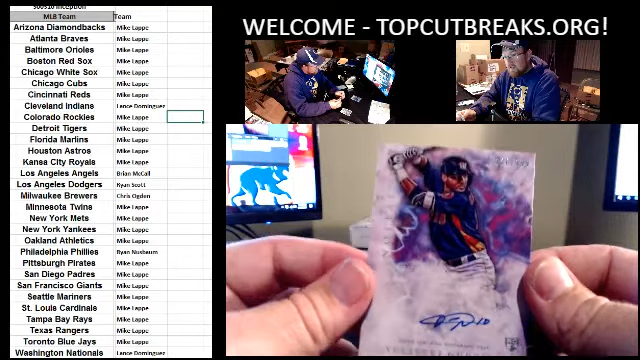 300516 Inception
WELCOME - TOPCUTBREAKS.ORG!
MLB Team Team
Arizona Diamondbacks Mike Lappe
Atlanta Braves Mike Lappe
Baltimore Orioles Mike Lappe
Boston Red Sox Mike Lappe
Chicago White Sox Mike Lappe
Chicago Cubs Mike Lappe
Cincinnati Reds Mike Lappe
Cleveland Indians Lance Dominguez
Colorado Rockies Mike Lappe
Detroit Tigers Mike Lappe
Florida Marlins Mike Lappe
Houston Astros Mike Lappe
Kansa City Royals Mike Lappe
Los Angeles Angels Brian McCall
Los Angeles Dodgers Ryan Scott
Milwaukee Brewers Chris Ogden
Minnesota Twins Mike Lappe
New York Mets Mike Lappe
New York Yankees Mike Lappe
Oakland Athletics Mike Lappe
Philadelphia Phillies Ryan Nusbeum
Pittsburgh Pirates Mike Lappe
San Diego Padres Mike Lappe
San Francisco Giants Mike Lappe
Seattle Mariners Mike Lappe
St. Louis Cardinals Mike Lappe
Tampa Bay Rays Mike Lappe
Texas Rangers Mike Lappe
Toronto Blue Jays Mike Lappe
Washington Nationals Lance Dominguez